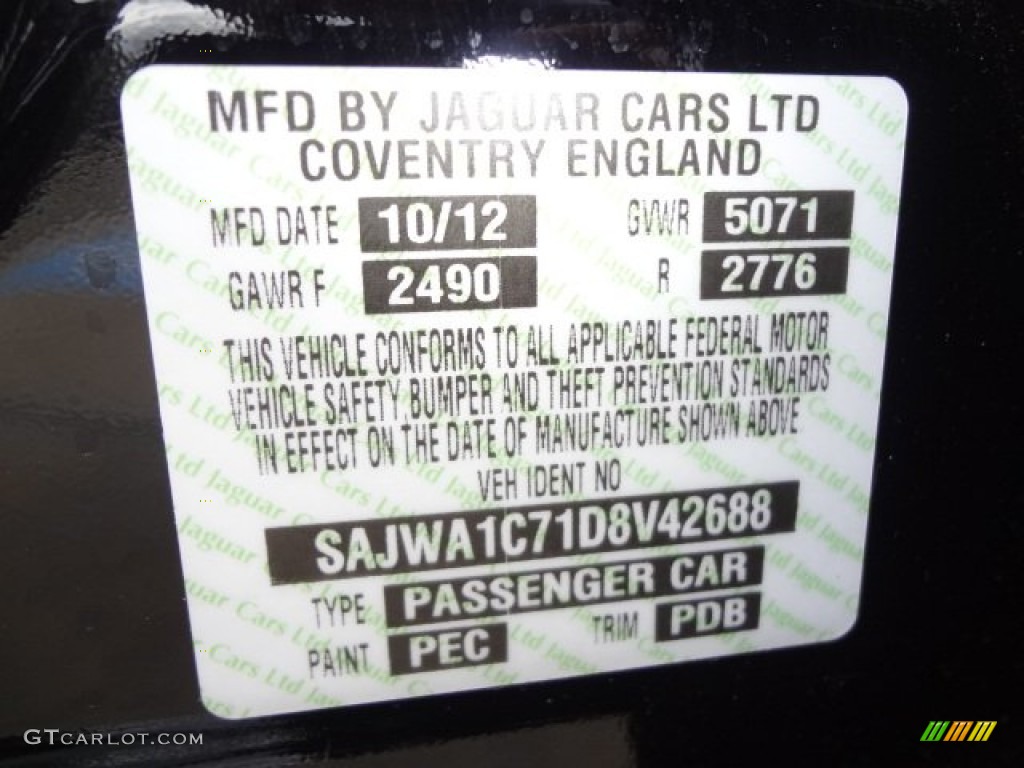 MFD BY JAGUAR CARS LTD
COVENTRY ENGLAND
MFD DATE 10/12 GVWR 5071
GAWR F 2490 R 2776
THIS VEHICLE CONFORMS TO ALL APPLICABLE FEDERAL MOTOR
VEHICLE SAFETY, BUMPER AND THEFT PREVENTION STANDARDS
IN EFFECT ON THE DATE OF MANUFACTURE SHOWN ABOVE
VEH IDENT NO
SAJWA1C71D8V42688
TYPE PASSENGER CAR
PAINT PEC TRIM PDB
GTCARLOT.COM